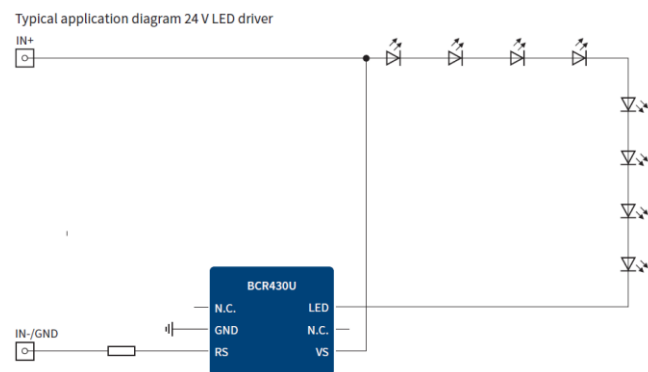 Typical application diagram 24 V LED driver
IN+
BCR430U
N.C. LED
GND N.C.
IN-/GND
RS VS